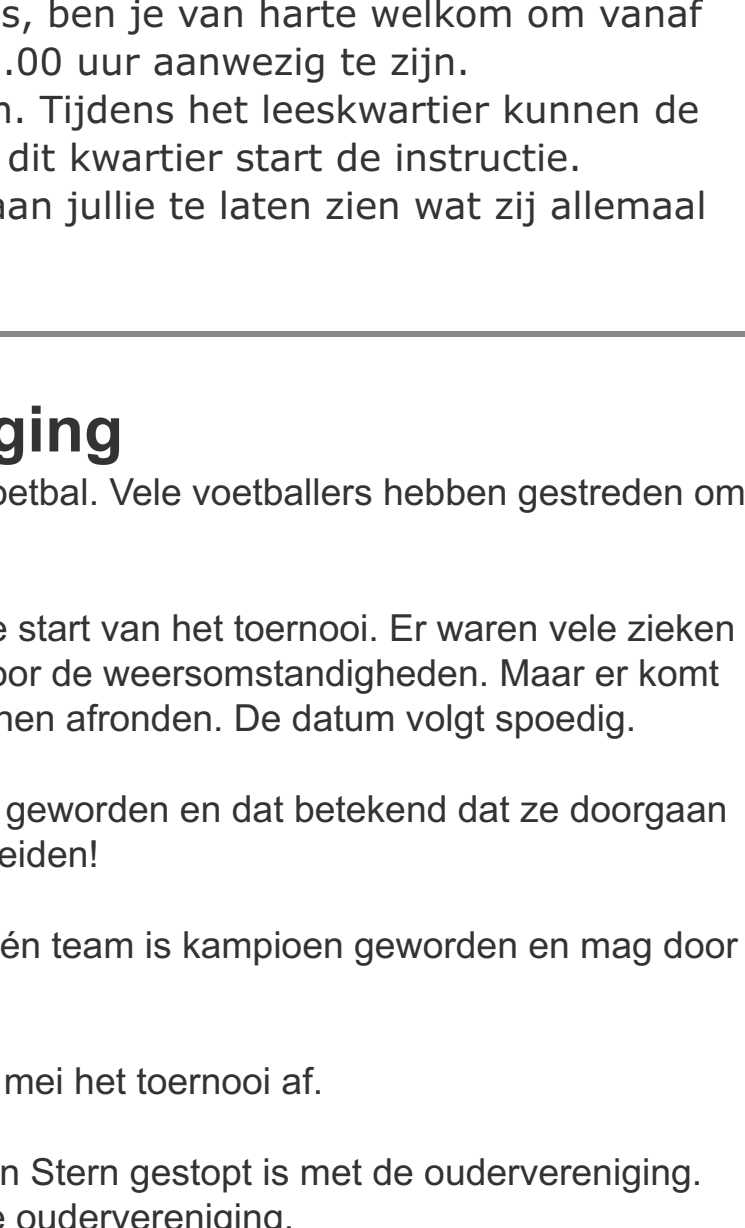 s, ben je van harte welkom om vanaf
.00 uur aanwezig te zijn.
n. Tijdens het leeskwartier kunnen de
dit kwartier start de instructie.
aan jullie te laten zien wat zij allemaal
ging
oetbal. Vele voetballers hebben gestreden om
e start van het toernooi. Er waren vele zieken
oor de weersomstandigheden. Maar er komt
nen afronden. De datum volgt spoedig.
geworden en dat betekend dat ze doorgaan
eiden!
én team is kampioen geworden en mag door
mei het toernooi af.
n Stern gestopt is met de oudervereniging.
e oudervereniging.